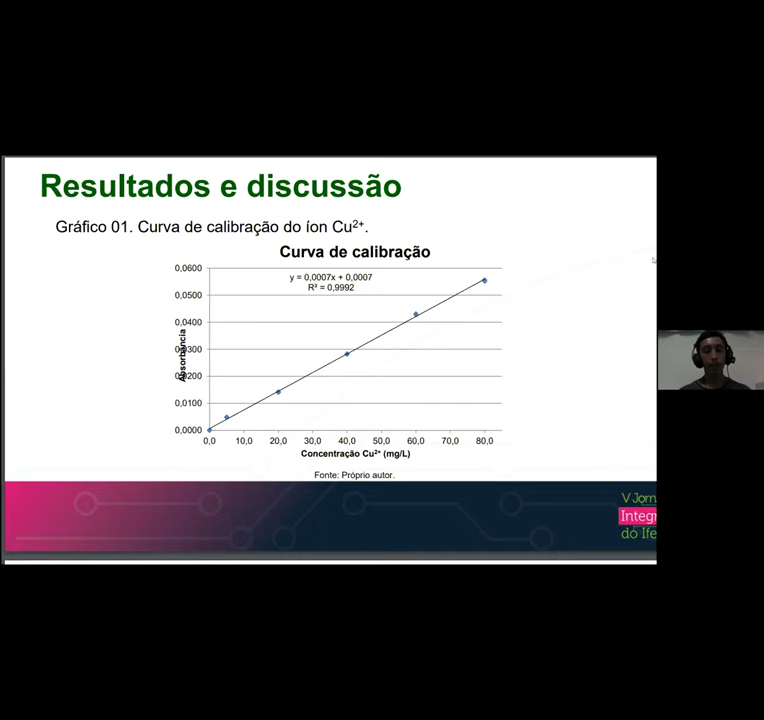 Resultados e discussão
Gráfico 01. Curva de calibração do íon Cu²⁺.
Curva de calibração
y = 0,0007x + 0,0007
R² = 0,9992
0,0600
0,0500
0,0400
0,0300
0,0200
0,0100
0,0000
Absorbância
0,0 10,0 20,0 30,0 40,0 50,0 60,0 70,0 80,0
Concentração Cu²⁺ (mg/L)
Fonte: Próprio autor.
V Jorn
Integr
do Ife